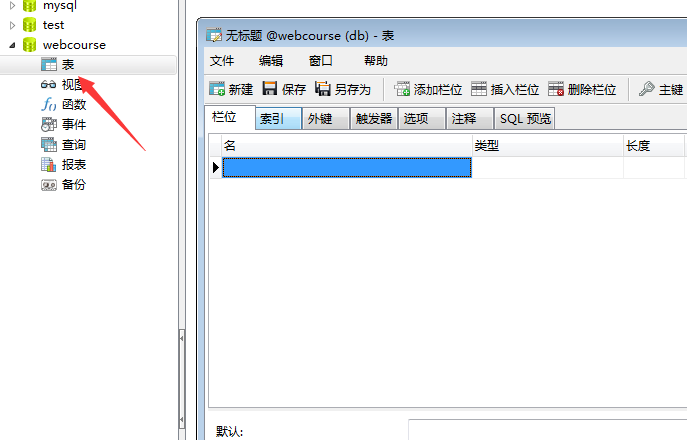 mysql
test
webcourse
表
视图
函数
事件
查询
报表
备份
无标题 @webcourse (db) - 表
文件 编辑 窗口 帮助
新建 保存 另存为 添加栏位 插入栏位 删除栏位 主键
栏位 索引 外键 触发器 选项 注释 SQL 预览
名 类型 长度
默认: